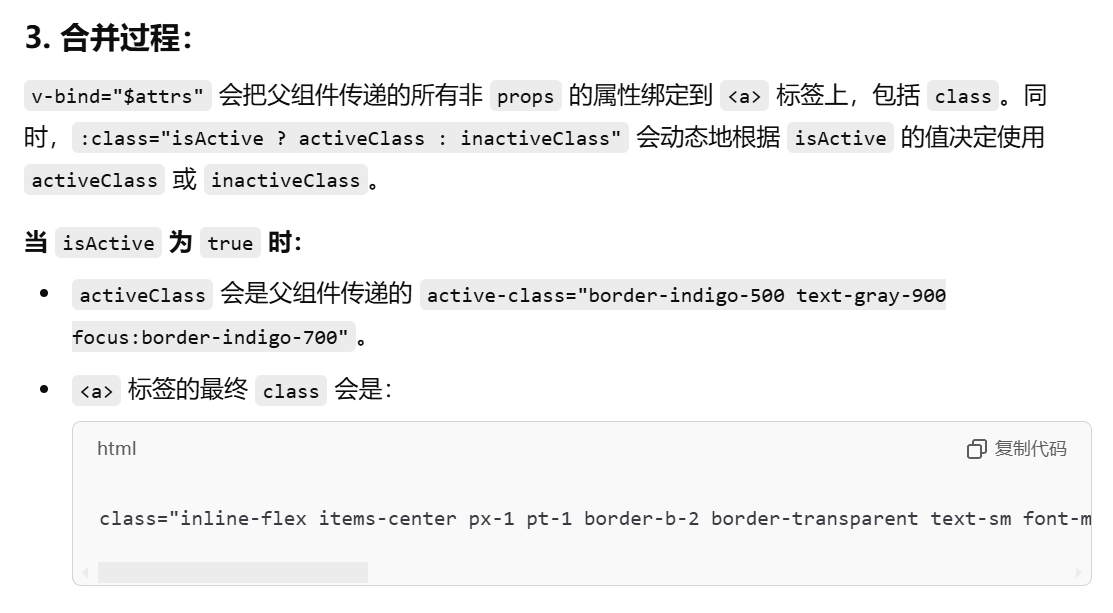 3. 合并过程：
v-bind="$attrs" 会把父组件传递的所有非 props 的属性绑定到 <a> 标签上，包括 class。同
时，:class="isActive ? activeClass : inactiveClass" 会动态地根据 isActive 的值决定使用
activeClass 或 inactiveClass。
当 isActive 为 true 时：
• activeClass 会是父组件传递的 active-class="border-indigo-500 text-gray-900
focus:border-indigo-700"。
• <a> 标签的最终 class 会是：
html 复制代码
class="inline-flex items-center px-1 pt-1 border-b-2 border-transparent text-sm font-m